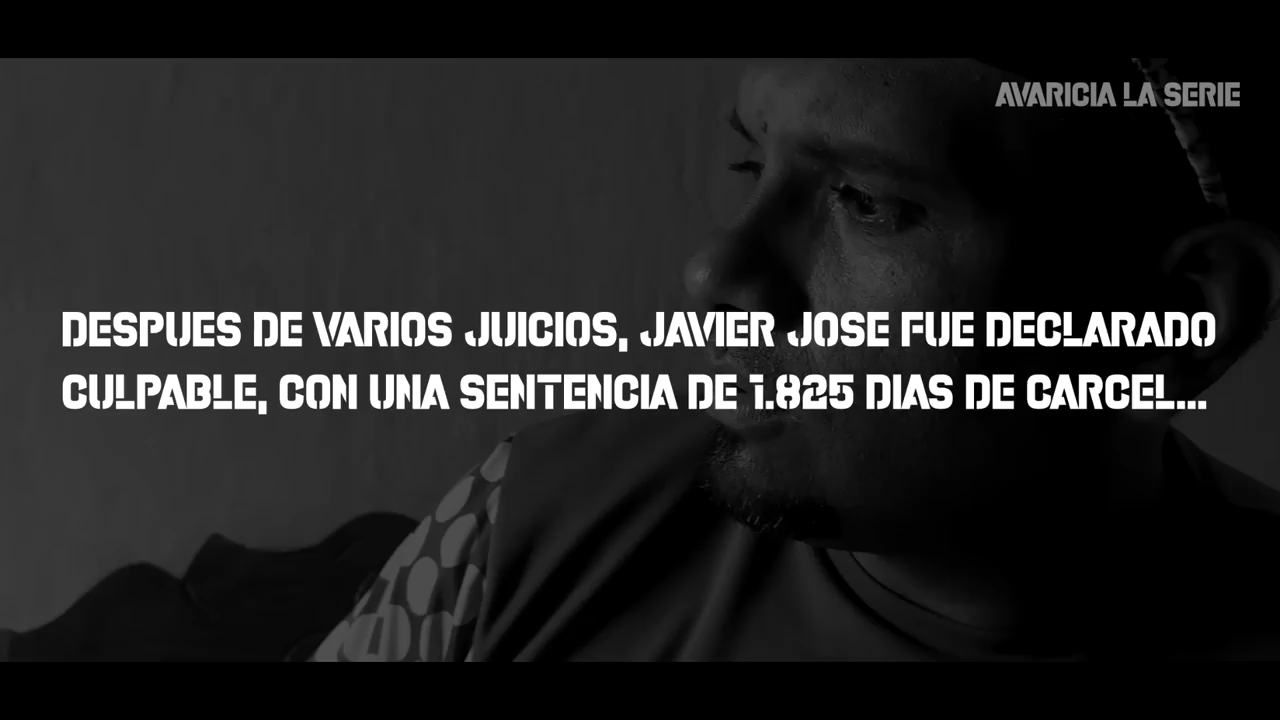 AVARICIA LA SERIE
DESPUES DE VARIOS JUICIOS, JAVIER JOSE FUE DECLARADO
CULPABLE, CON UNA SENTENCIA DE 1.825 DIAS DE CARCEL...